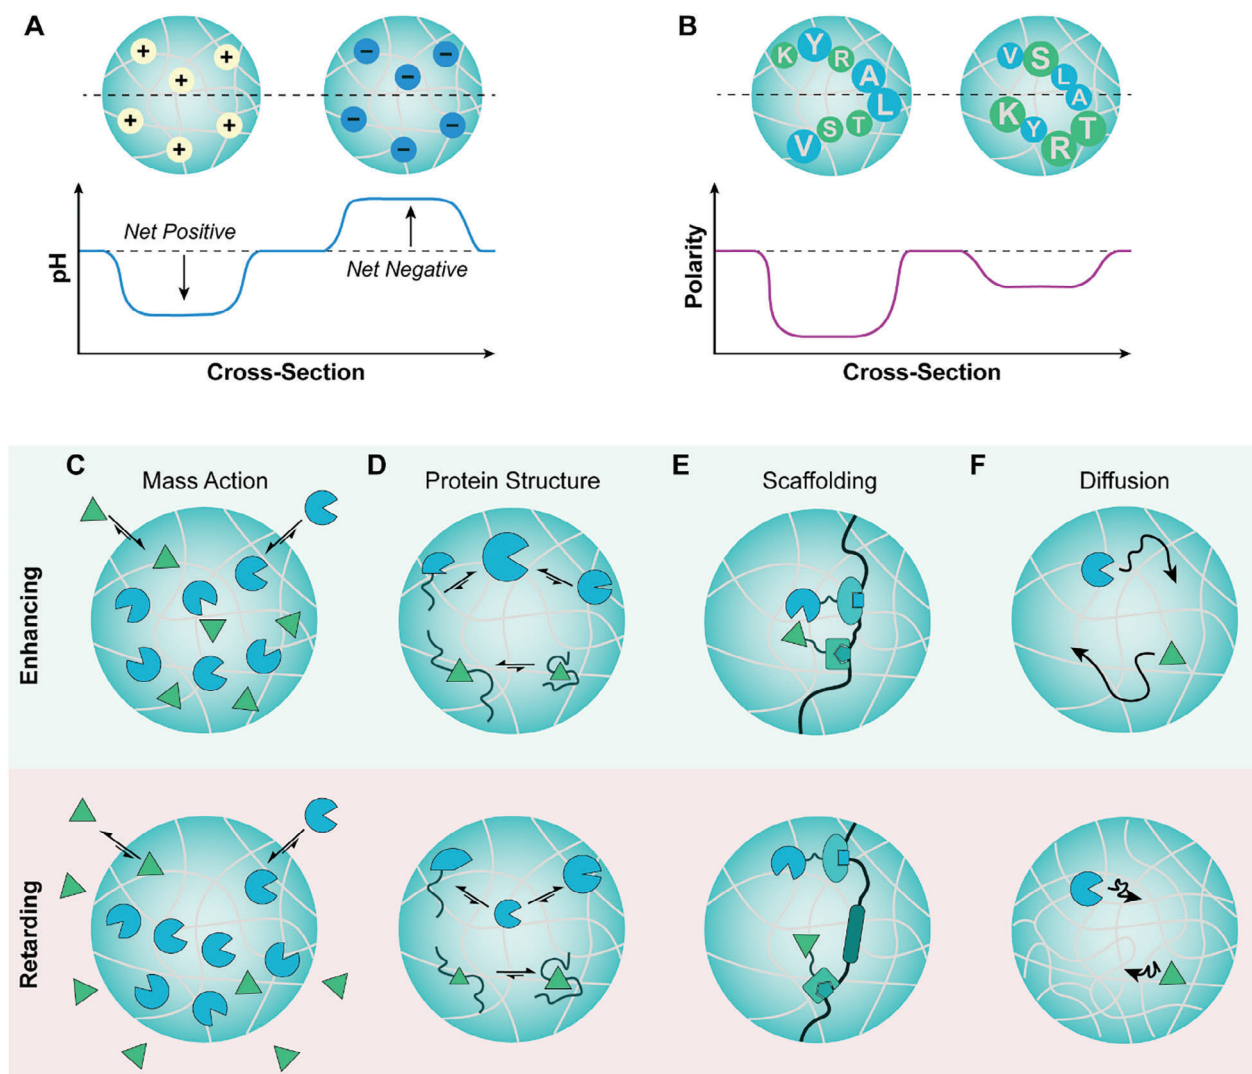 A
B
+ + + + + +
− − − − − −
K Y R A L T S V
V S L A T R Y K
pH
Net Positive
Net Negative
Cross-Section
Polarity
Cross-Section
C
D
E
F
Mass Action
Protein Structure
Scaffolding
Diffusion
Enhancing
Retarding